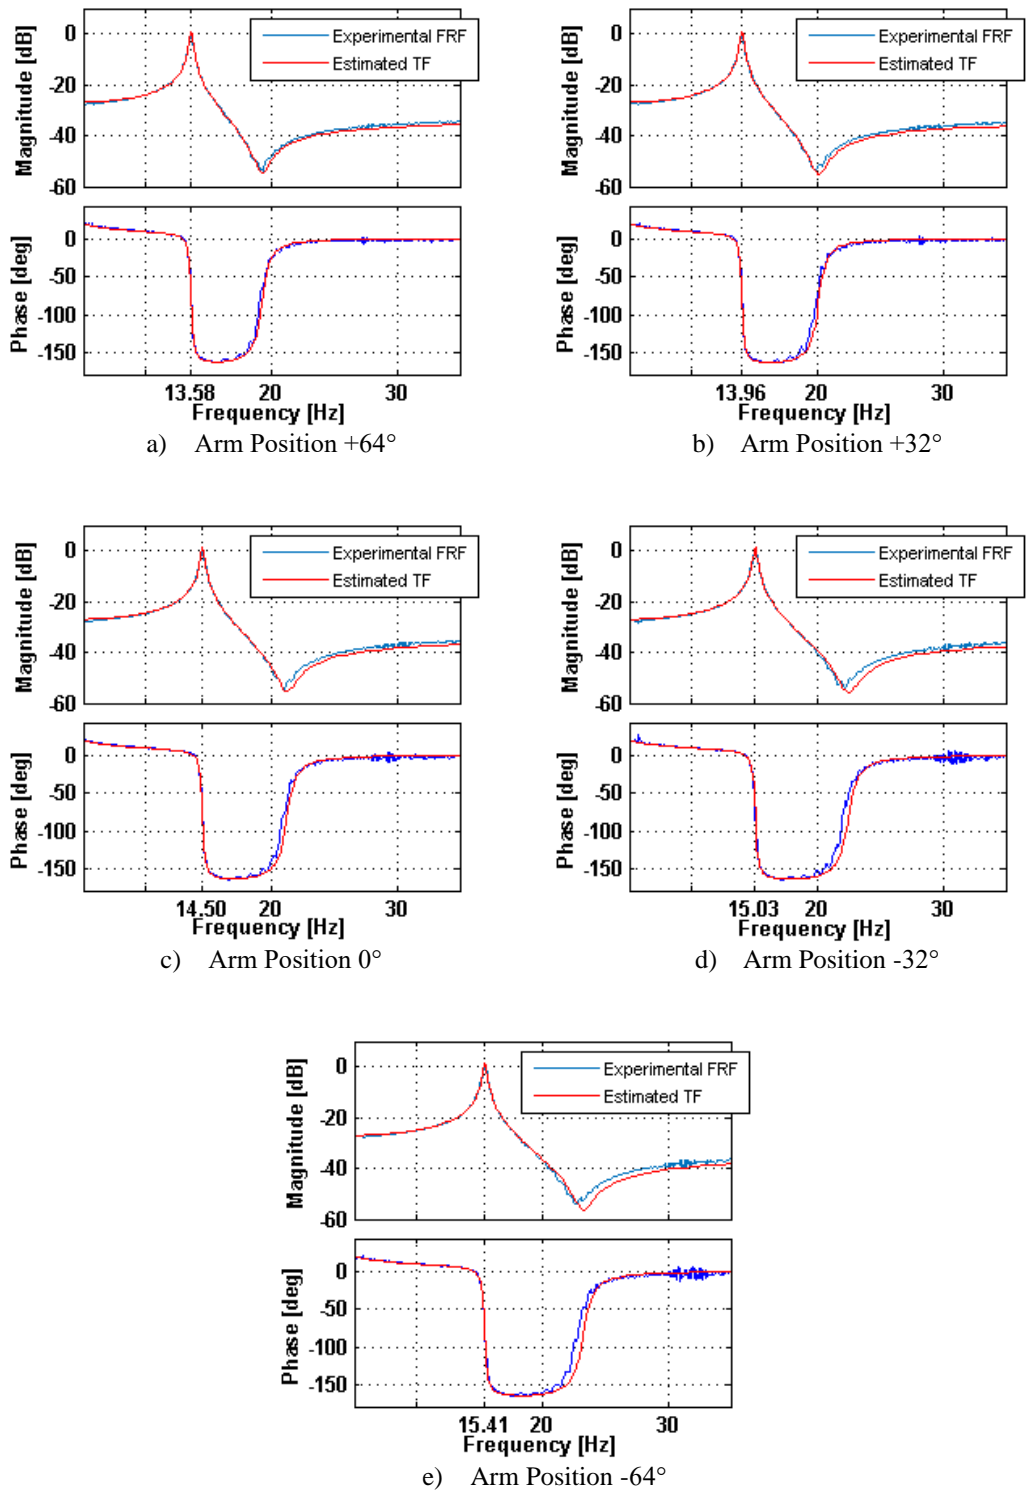 Magnitude [dB]
0
-20
-40
-60
Experimental FRF
Estimated TF
Phase [deg]
0
-50
-100
-150
13.58 20 30
Frequency [Hz]
a) Arm Position +64°
Magnitude [dB]
0
-20
-40
-60
Experimental FRF
Estimated TF
Phase [deg]
0
-50
-100
-150
13.96 20 30
Frequency [Hz]
b) Arm Position +32°
Magnitude [dB]
0
-20
-40
-60
Experimental FRF
Estimated TF
Phase [deg]
0
-50
-100
-150
14.50 20 30
Frequency [Hz]
c) Arm Position 0°
Magnitude [dB]
0
-20
-40
-60
Experimental FRF
Estimated TF
Phase [deg]
0
-50
-100
-150
15.03 20 30
Frequency [Hz]
d) Arm Position -32°
Magnitude [dB]
0
-20
-40
-60
Experimental FRF
Estimated TF
Phase [deg]
0
-50
-100
-150
15.41 20 30
Frequency [Hz]
e) Arm Position -64°